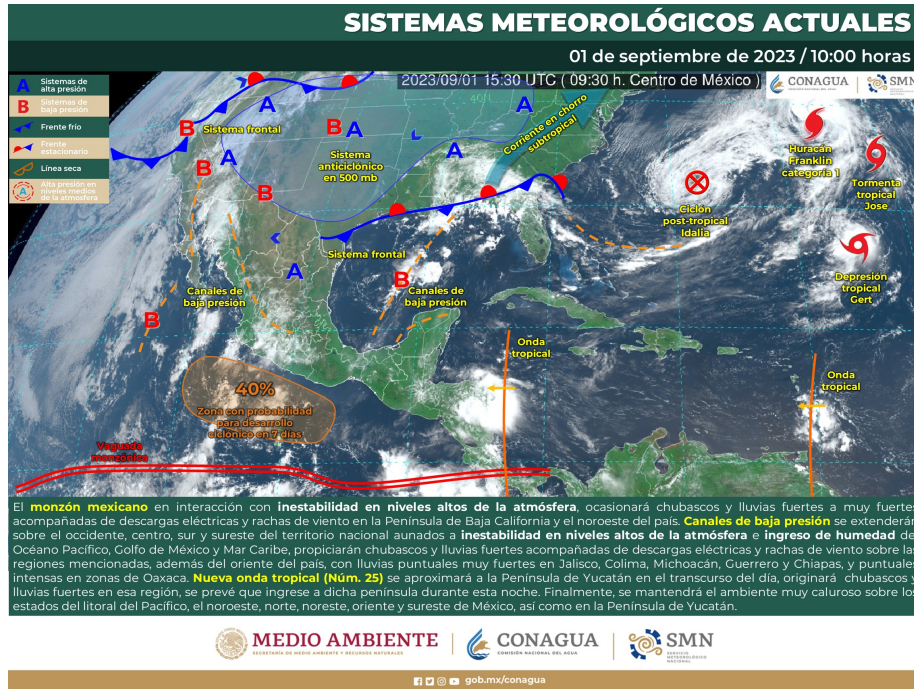 SISTEMAS METEOROLÓGICOS ACTUALES
01 de septiembre de 2023 / 10:00 horas
2023/09/01 15:30 UTC ( 09:30 h. Centro de México )
CONAGUA
COMISIÓN NACIONAL DEL AGUA
SMN
A
Sistemas de
alta presión
B
Sistemas de
baja presión
Frente frío
Frente
estacionario
Línea seca
A
Alta presión en
niveles medios
de la atmosfera
40°
A
A
B
B
A
Sistema frontal
B
A
A
B
Sistema
anticiclónico
en 500 mb
Corriente en chorro
subtropical
Huracán
Franklin
categoría 1
Tormenta
tropical
Jose
Ciclón
post-tropical
Idalia
Depresión
tropical
Gert
Sistema frontal
A
B
Canales de
baja presión
Canales de
baja presión
B
Onda
tropical
Onda
tropical
40%
Zona con probabilidad
para desarrollo
ciclónico en 7 días
Vaguada
monzónica
El monzón mexicano en interacción con inestabilidad en niveles altos de la atmósfera, ocasionará chubascos y lluvias fuertes a muy fuertes
acompañadas de descargas eléctricas y rachas de viento en la Península de Baja California y el noroeste del país. Canales de baja presión se extenderán
sobre el occidente, centro, sur y sureste del territorio nacional aunados a inestabilidad en niveles altos de la atmósfera e ingreso de humedad de
Océano Pacífico, Golfo de México y Mar Caribe, propiciarán chubascos y lluvias fuertes acompañadas de descargas eléctricas y rachas de viento sobre las
regiones mencionadas, además del oriente del país, con lluvias puntuales muy fuertes en Jalisco, Colima, Michoacán, Guerrero y Chiapas, y puntuales
intensas en zonas de Oaxaca. Nueva onda tropical (Núm. 25) se aproximará a la Península de Yucatán en el transcurso del día, originará chubascos y
lluvias fuertes en esa región, se prevé que ingrese a dicha península durante esta noche. Finalmente, se mantendrá el ambiente muy caluroso sobre los
estados del litoral del Pacífico, el noroeste, norte, noreste, oriente y sureste de México, así como en la Península de Yucatán.
MEDIO AMBIENTE
SECRETARÍA DE MEDIO AMBIENTE Y RECURSOS NATURALES
CONAGUA
COMISIÓN NACIONAL DEL AGUA
SMN
SERVICIO
METEOROLÓGICO
NACIONAL
gob.mx/conagua